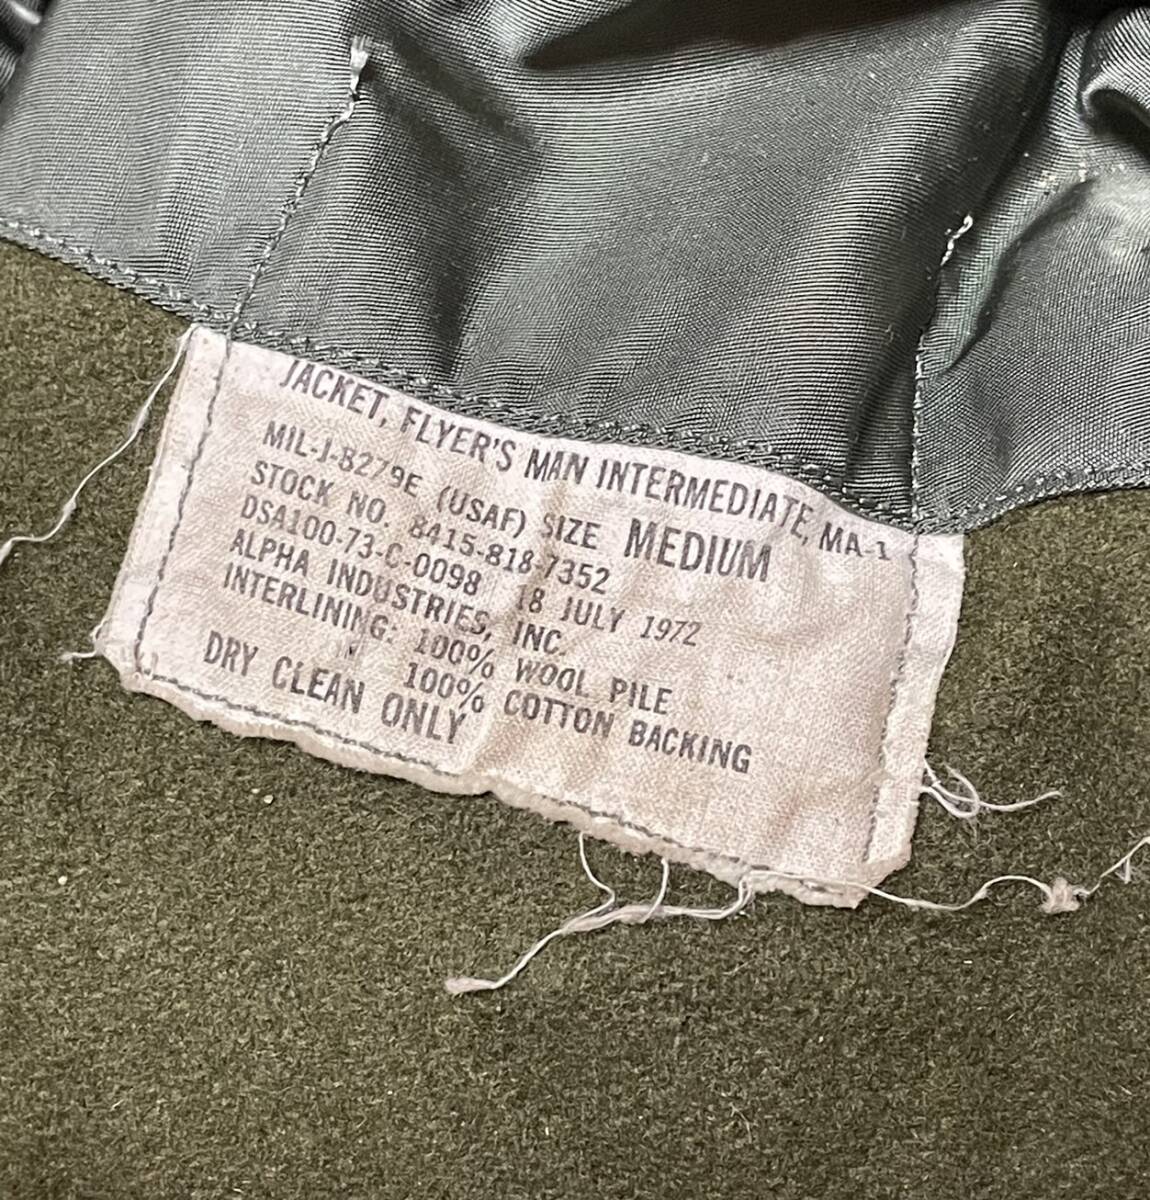 JACKET, FLYER'S MAN INTERMEDIATE, MA-1
MIL-J-8279E (USAF) SIZE MEDIUM
STOCK NO. 8415-818-7352
DSA100-73-C-0098 18 JULY 1972
ALPHA INDUSTRIES, INC.
INTERLINING: 100% WOOL PILE
100% COTTON BACKING
DRY CLEAN ONLY